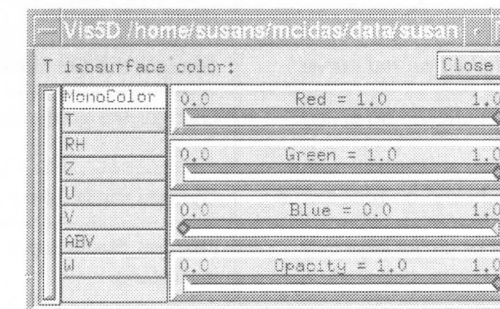 Vis5D /home/susans/mcidas/data/susan
T isosurface color:
Close
MonoColor
T
RH
Z
U
V
ABV
W
0.0 Red = 1.0 1.0
0.0 Green = 1.0 1.0
0.0 Blue = 0.0 1.0
0.0 Opacity = 1.0 1.0